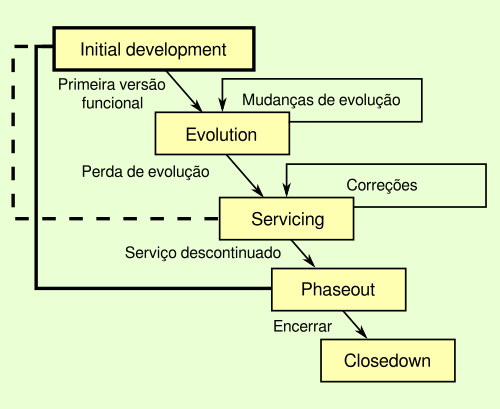 Initial development
Primeira versão
funcional
Mudanças de evolução
Evolution
Perda de evolução
Correções
Servicing
Serviço descontinuado
Phaseout
Encerrar
Closedown